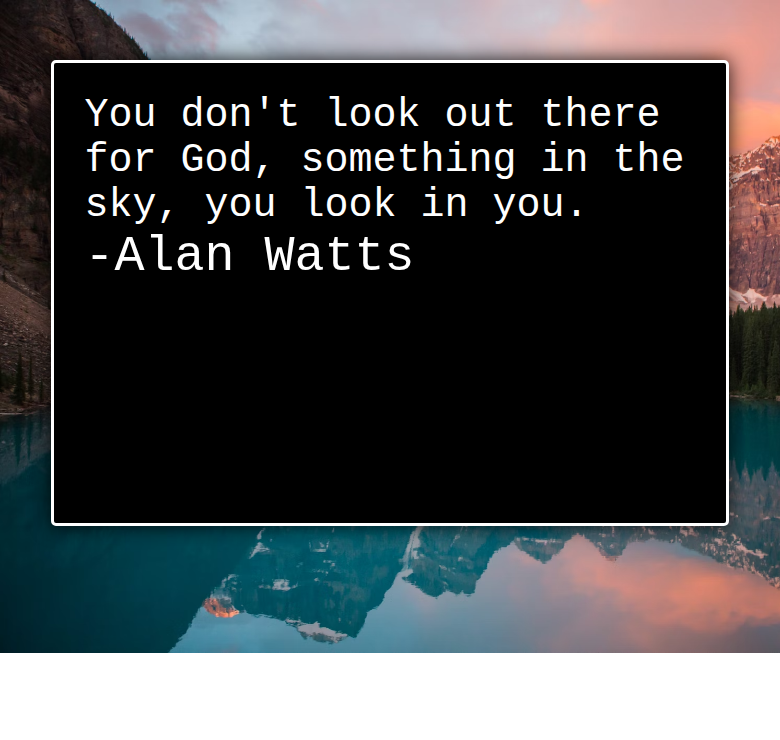 You don't look out there
for God, something in the
sky, you look in you.
-Alan Watts